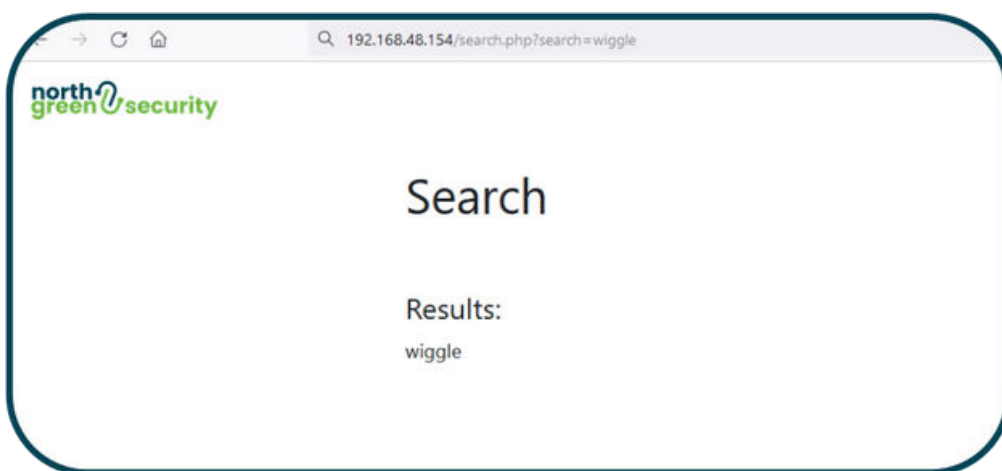 192.168.48.154/search.php?search=wiggle
north
green security
Search
Results:
wiggle